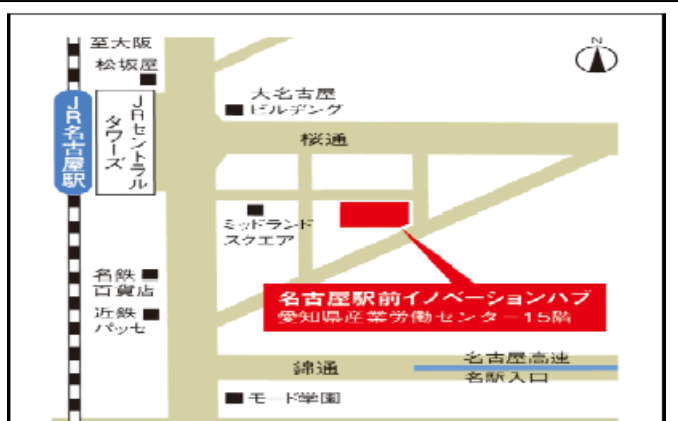 N
至大阪
松坂屋
JR名古屋駅
JRセントラル
タワーズ
大名古屋
ビルヂング
桜通
ミッドランド
スクエア
名鉄
百貨店
近鉄
パッセ
名古屋駅前イノベーションハブ
愛知県産業労働センター15階
錦通
名古屋高速
名駅入口
モード学園